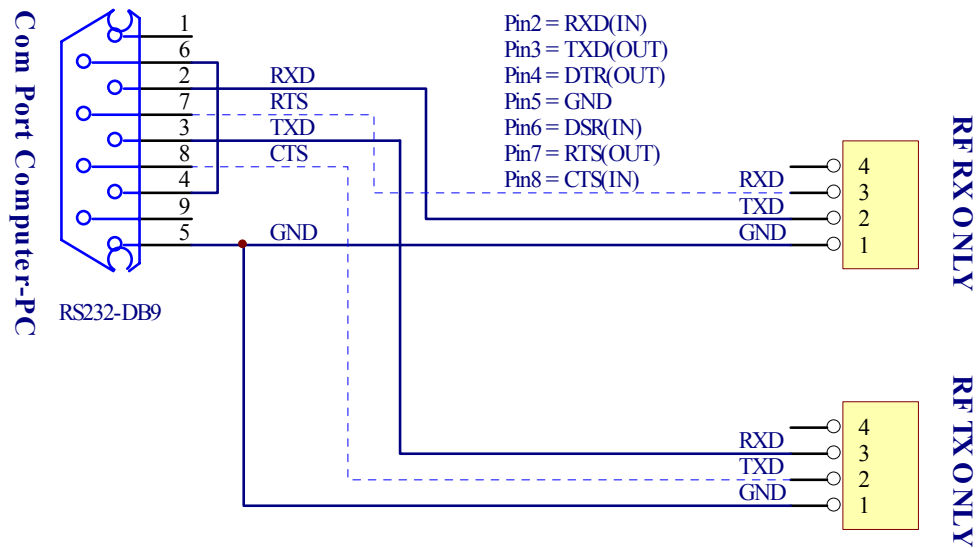 Com Port Computer-PC
1
6
2
7
3
8
4
9
5
RXD
RTS
TXD
CTS
GND
RS232-DB9
Pin2 = RXD(IN)
Pin3 = TXD(OUT)
Pin4 = DTR(OUT)
Pin5 = GND
Pin6 = DSR(IN)
Pin7 = RTS(OUT)
Pin8 = CTS(IN)
RXD
TXD
GND
4
3
2
1
RF RX ONLY
RXD
TXD
GND
4
3
2
1
RF TX ONLY